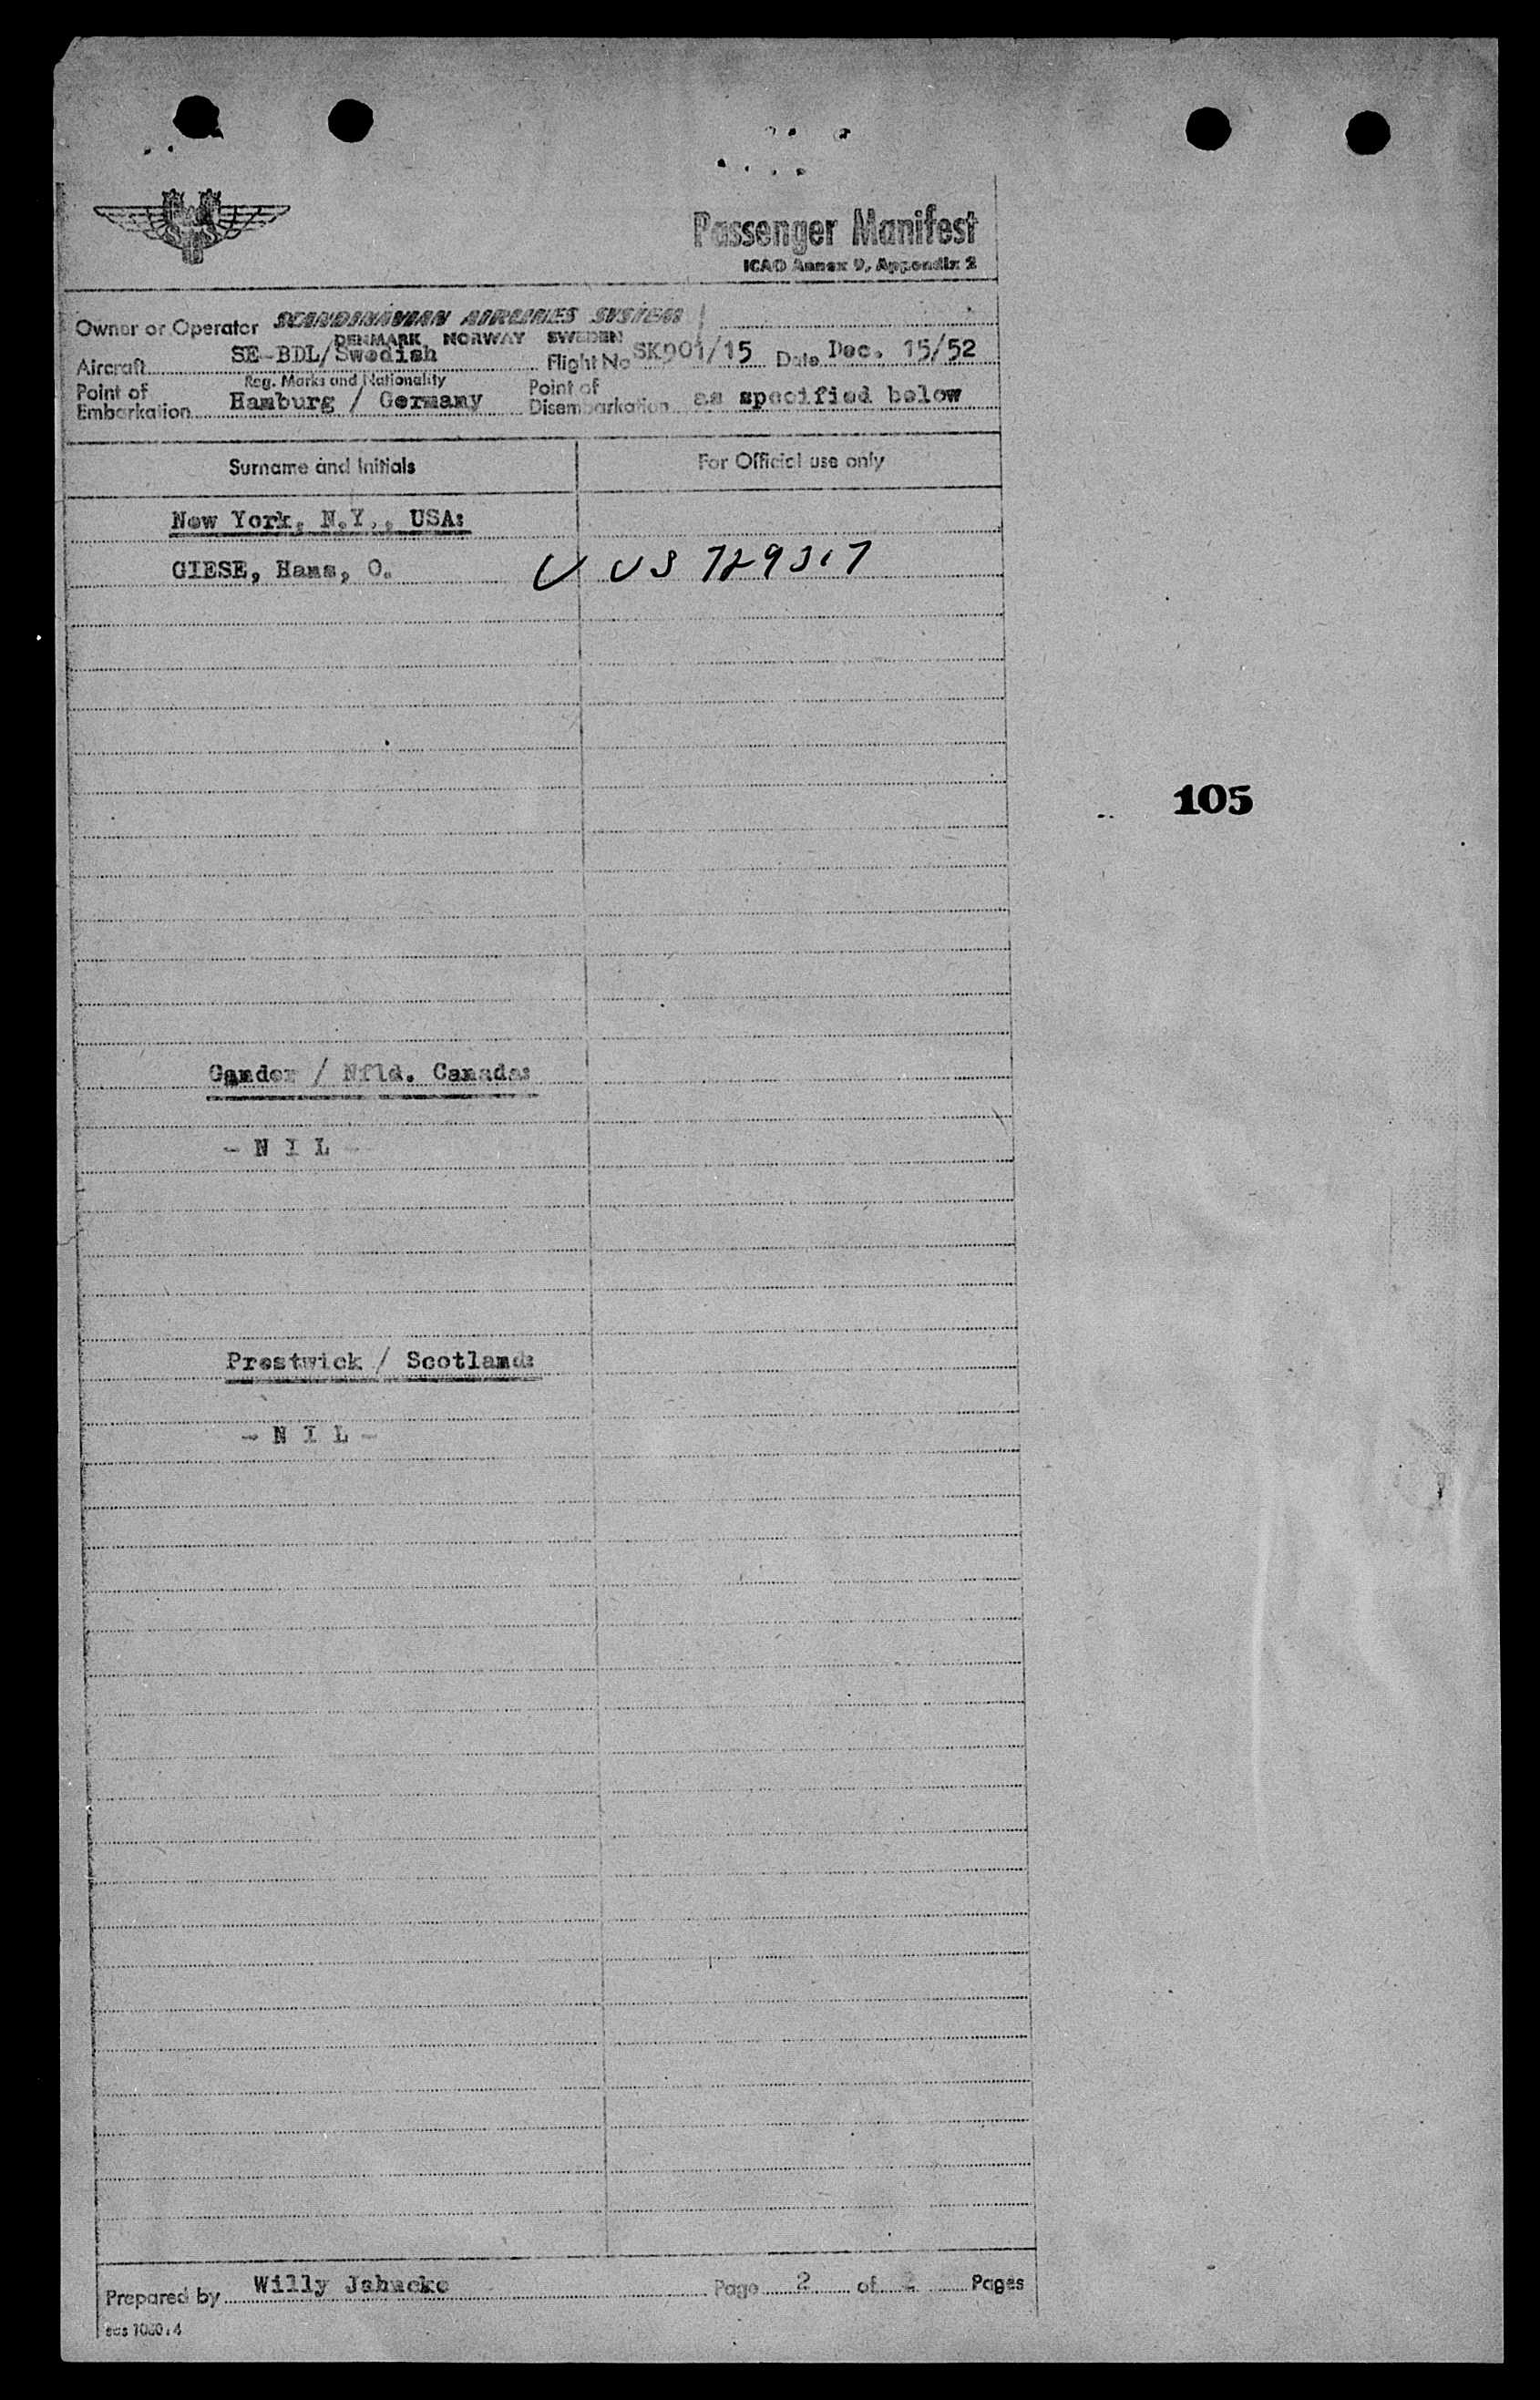 Passenger Manifest
ICAO Annex 9, Appendix 2
Owner or Operator SCANDINAVIAN AIRLINES SYSTEM
DENMARK NORWAY SWEDEN
Aircraft SE-BDL/Swedish Flight No SK901/15 Date Dec. 15/52
Reg. Marks and Nationality
Point of Embarkation Hamburg / Germany Point of Disembarkation as specified below
Surname and Initials For Official use only
New York, N.Y., USA:
GIESE, Hans, O. V US 729317
105
Gander / Nfld. Canada:
- N I L -
Prestwick / Scotland:
- N I L -
Prepared by Willy Page 2 of 2 Pages